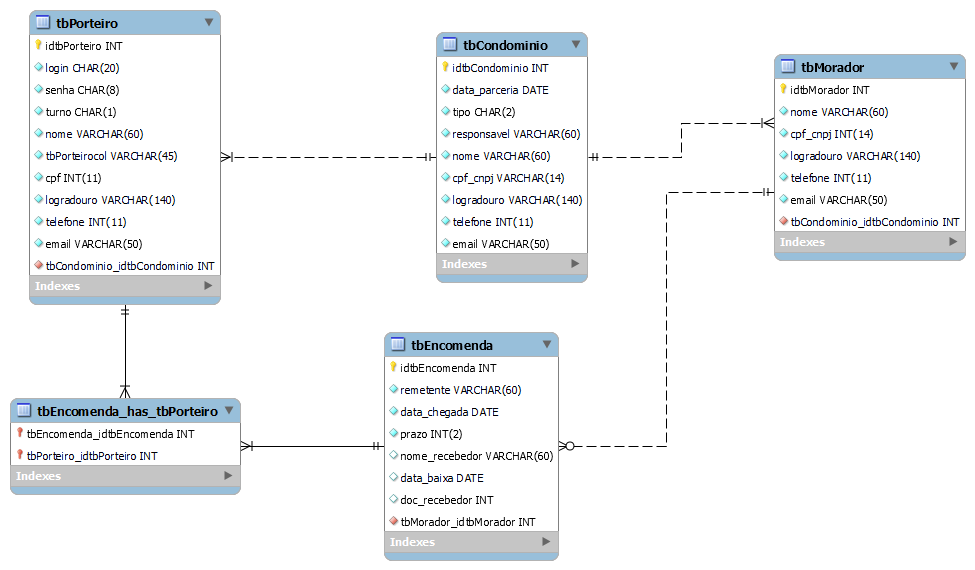 tbPorteiro
idtbPorteiro INT
login CHAR(20)
senha CHAR(8)
turno CHAR(1)
nome VARCHAR(60)
tbPorteirocol VARCHAR(45)
cpf INT(11)
logradouro VARCHAR(140)
telefone INT(11)
email VARCHAR(50)
tbCondominio_idtbCondominio INT
Indexes
tbCondominio
idtbCondominio INT
data_parceria DATE
tipo CHAR(2)
responsavel VARCHAR(60)
nome VARCHAR(60)
cpf_cnpj VARCHAR(14)
logradouro VARCHAR(140)
telefone INT(11)
email VARCHAR(50)
Indexes
tbMorador
idtbMorador INT
nome VARCHAR(60)
cpf_cnpj INT(14)
logradouro VARCHAR(140)
telefone INT(11)
email VARCHAR(50)
tbCondominio_idtbCondominio INT
Indexes
tbEncomenda_has_tbPorteiro
tbEncomenda_idtbEncomenda INT
tbPorteiro_idtbPorteiro INT
Indexes
tbEncomenda
idtbEncomenda INT
remetente VARCHAR(60)
data_chegada DATE
prazo INT(2)
nome_recebedor VARCHAR(60)
data_baixa DATE
doc_recebedor INT
tbMorador_idtbMorador INT
Indexes